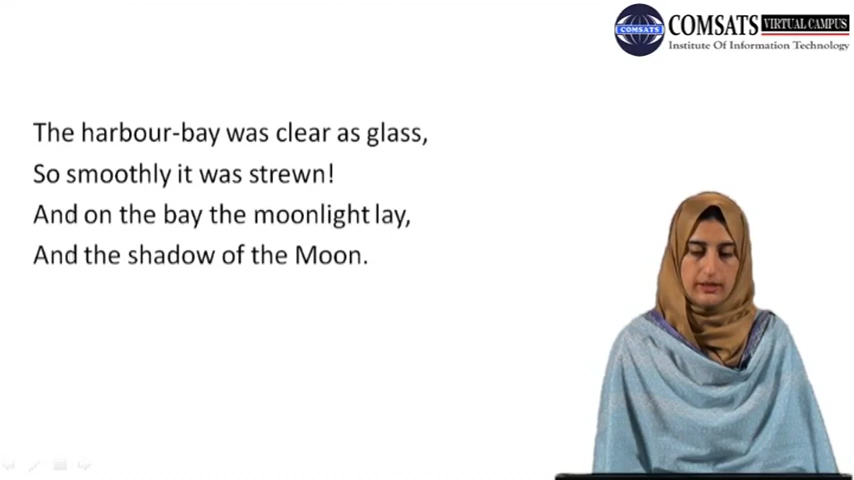 COMSATS VIRTUAL CAMPUS
Institute Of Information Technology
COMSATS
The harbour-bay was clear as glass,
So smoothly it was strewn!
And on the bay the moonlight lay,
And the shadow of the Moon.